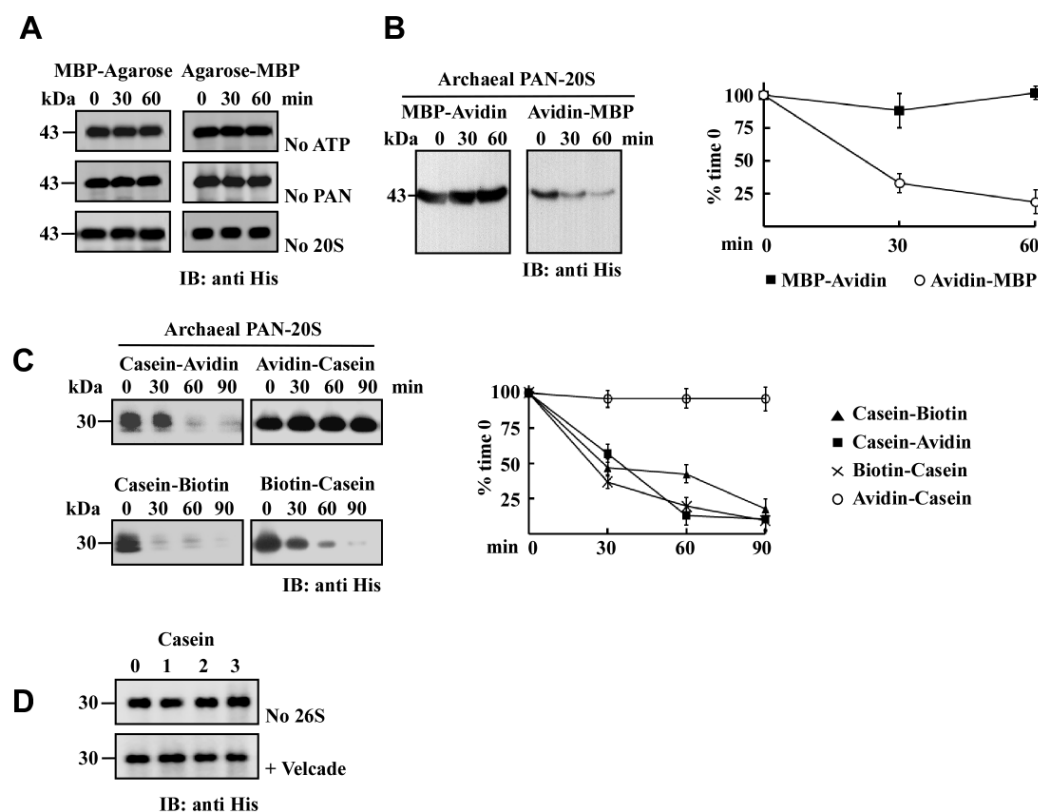 A
MBP-Agarose Agarose-MBP
kDa 0 30 60 0 30 60 min
43 No ATP
43 No PAN
43 No 20S
IB: anti His
B
Archaeal PAN-20S
MBP-Avidin Avidin-MBP
kDa 0 30 60 0 30 60 min
43
IB: anti His
% time 0
100
75
50
25
min 0 30 60
MBP-Avidin Avidin-MBP
C
Archaeal PAN-20S
Casein-Avidin Avidin-Casein
kDa 0 30 60 90 0 30 60 90 min
30
Casein-Biotin Biotin-Casein
0 30 60 90 0 30 60 90
30
IB: anti His
% time 0
100
75
50
25
min 0 30 60 90
Casein-Biotin
Casein-Avidin
Biotin-Casein
Avidin-Casein
D
Casein
0 1 2 3
30 No 26S
30 + Velcade
IB: anti His